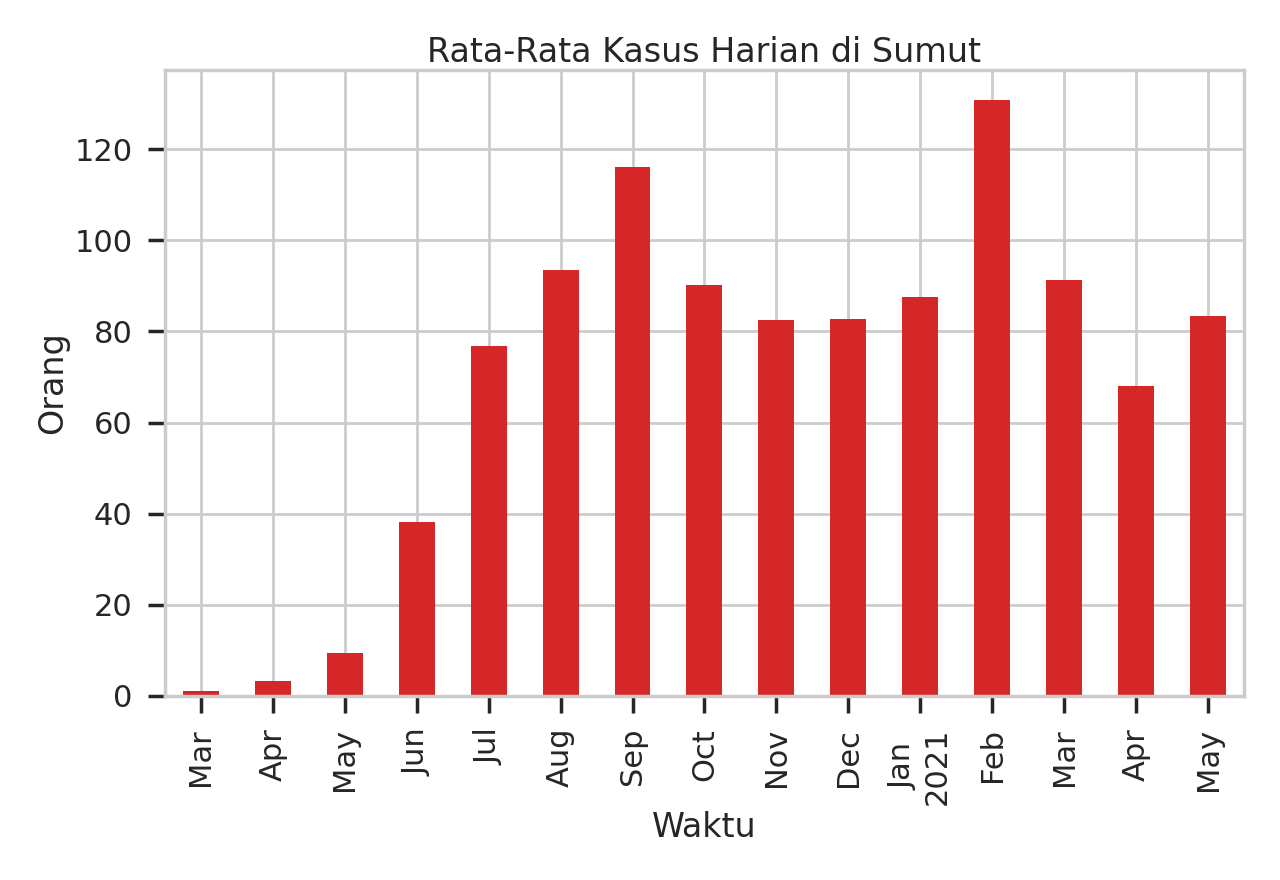 Rata-Rata Kasus Harian di Sumut
120
100
80
60
40
20
0
Orang
Mar
Apr
May
Jun
Jul
Aug
Sep
Oct
Nov
Dec
Jan
2021
Feb
Mar
Apr
May
Waktu